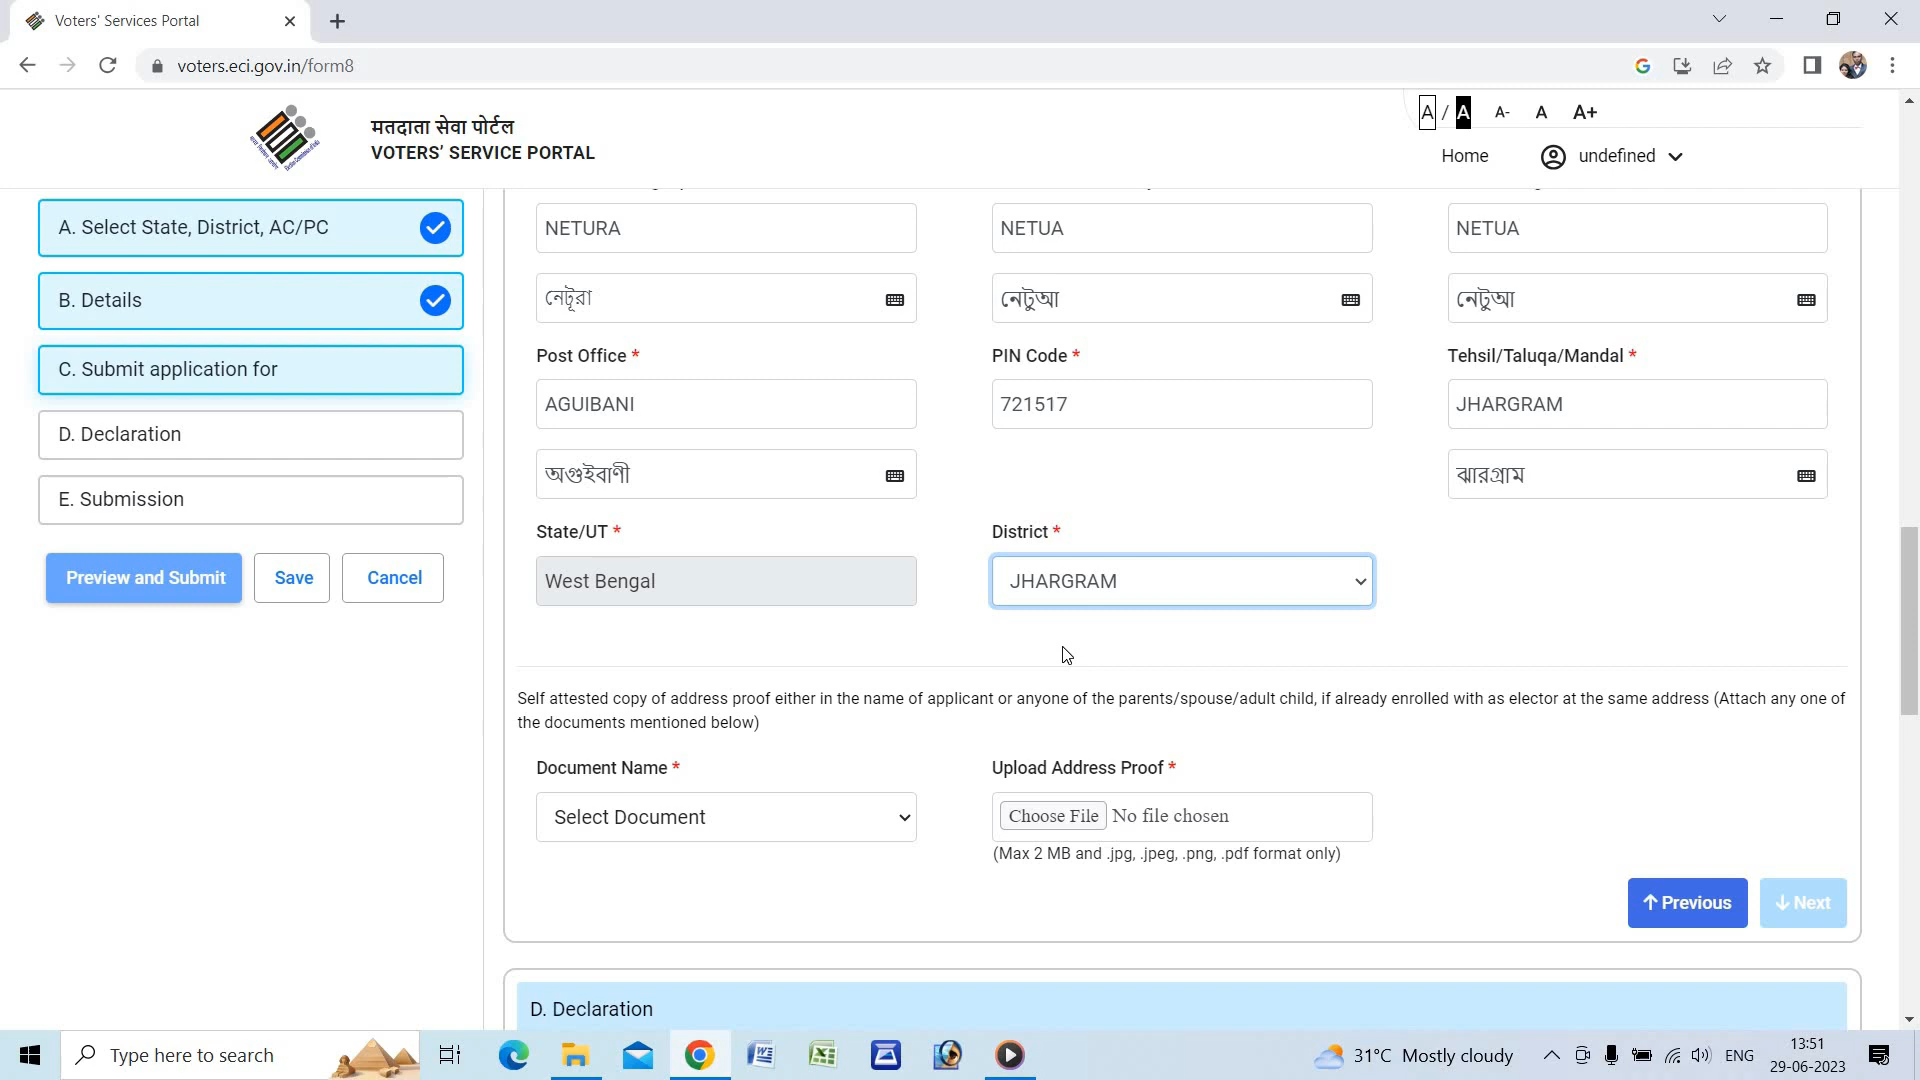 Voters' Services Portal
voters.eci.gov.in/form8
मतदाता सेवा पोर्टल
VOTERS' SERVICE PORTAL
A / A A- A A+
Home undefined
A. Select State, District, AC/PC
B. Details
C. Submit application for
D. Declaration
E. Submission
Preview and Submit Save Cancel
NETURA NETUA NETUA
নেটূরা নেটুআ নেটুআ
Post Office * PIN Code * Tehsil/Taluqa/Mandal *
AGUIBANI 721517 JHARGRAM
অগুইবাণী ঝারগ্রাম
State/UT * District *
West Bengal JHARGRAM
Self attested copy of address proof either in the name of applicant or anyone of the parents/spouse/adult child, if already enrolled with as elector at the same address (Attach any one of
the documents mentioned below)
Document Name * Upload Address Proof *
Select Document Choose File No file chosen
(Max 2 MB and .jpg, .jpeg, .png, .pdf format only)
Previous Next
D. Declaration
Type here to search 31°C Mostly cloudy ENG 13:51
29-06-2023